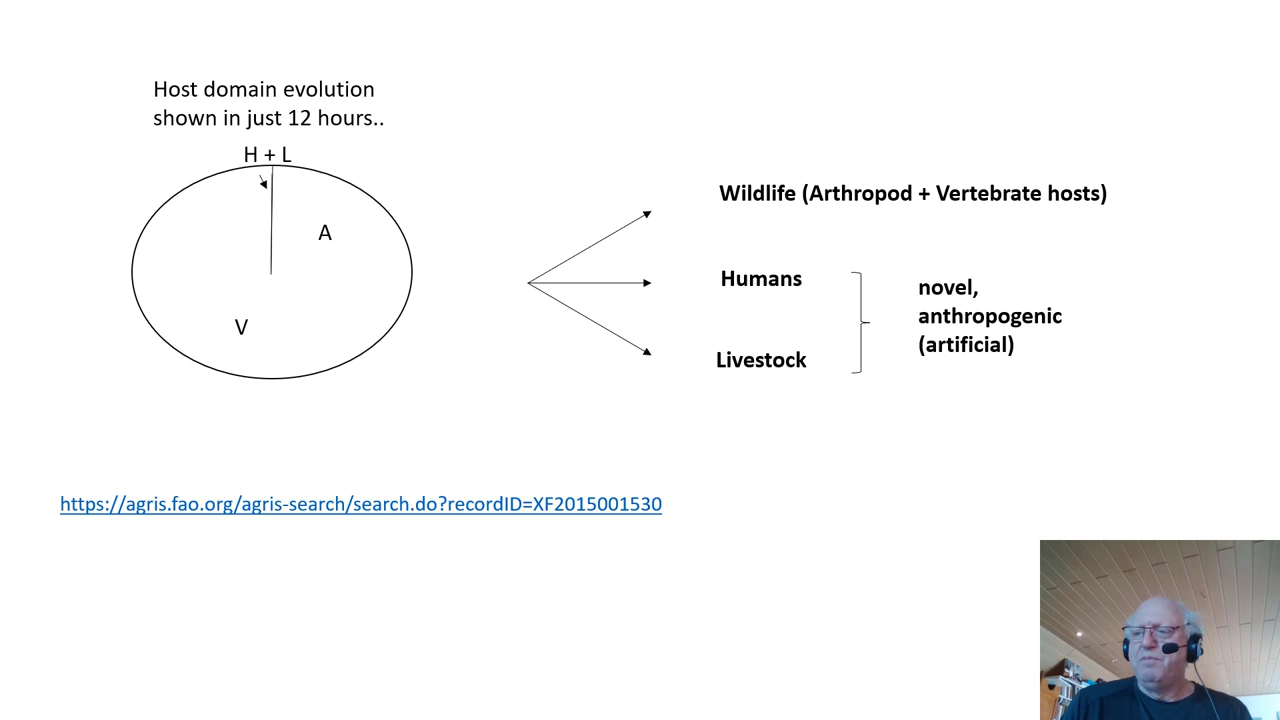 Host domain evolution
shown in just 12 hours..
H + L
A
V
Wildlife (Arthropod + Vertebrate hosts)
Humans
Livestock
novel,
anthropogenic
(artificial)
https://agris.fao.org/agris-search/search.do?recordID=XF2015001530